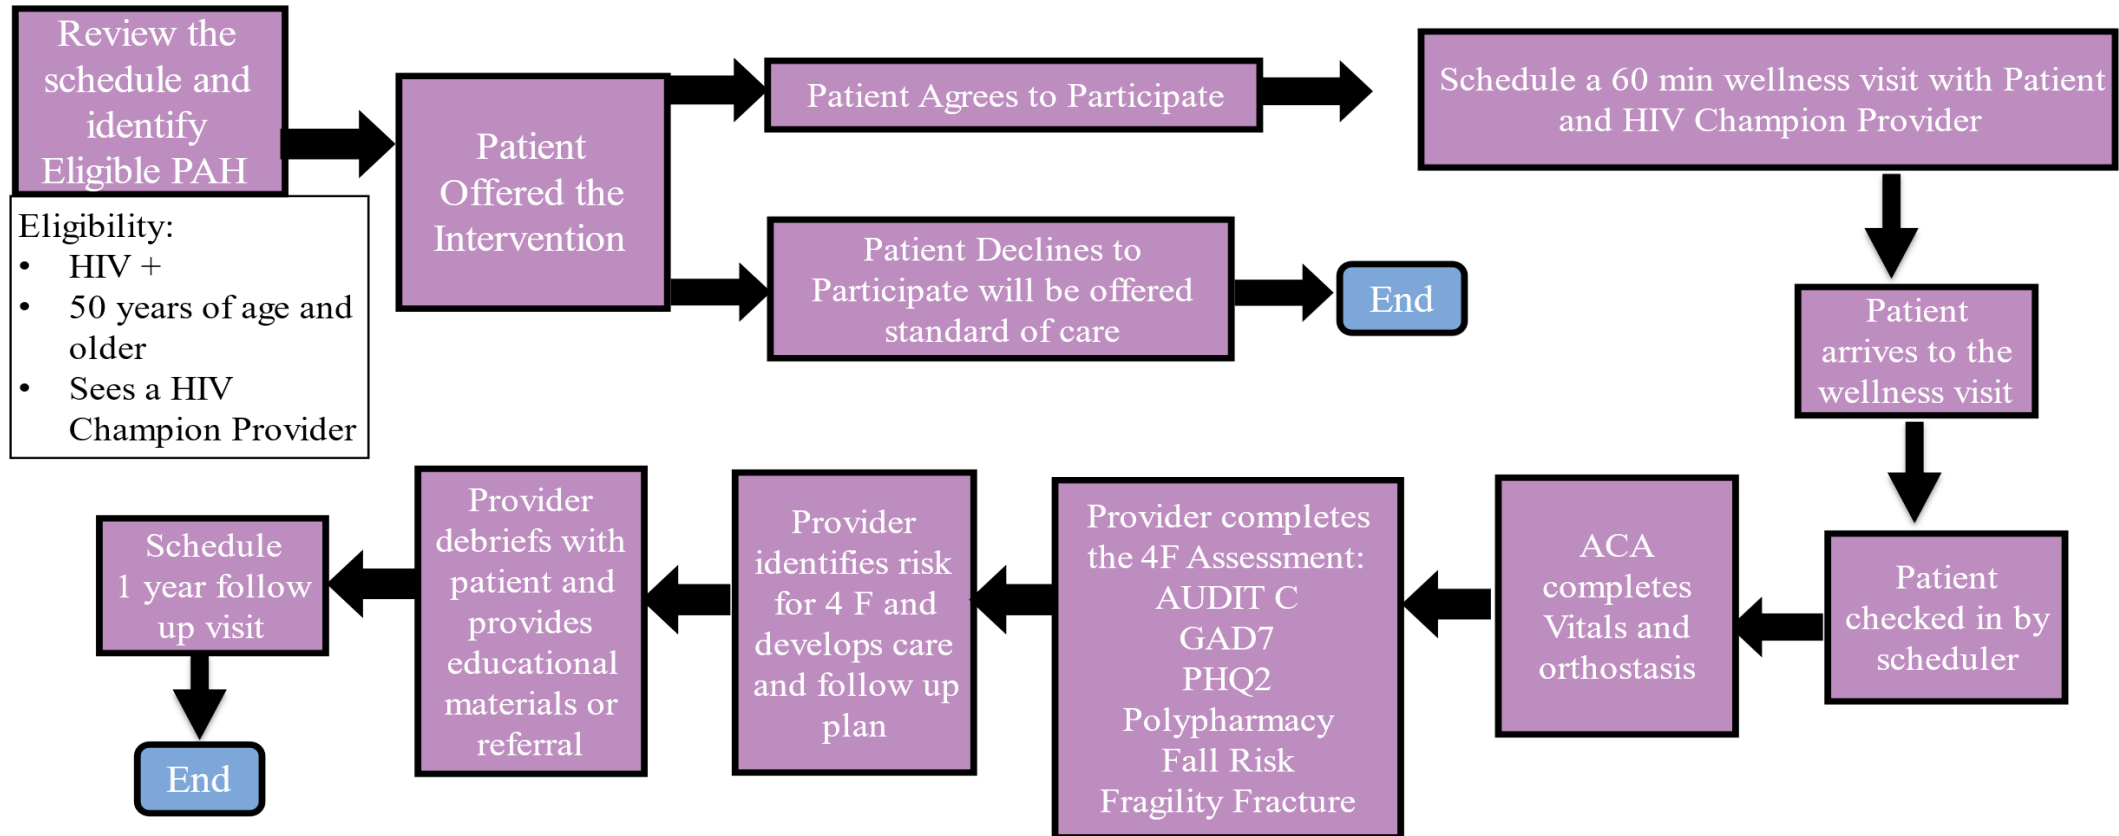 Review the
schedule and
identify
Eligible PAH
Eligibility:
• HIV +
• 50 years of age and
older
• Sees a HIV
Champion Provider
Patient
Offered the
Intervention
Patient Agrees to Participate
Patient Declines to
Participate will be offered
standard of care
End
Schedule a 60 min wellness visit with Patient
and HIV Champion Provider
Patient
arrives to the
wellness visit
Patient
checked in by
scheduler
ACA
completes
Vitals and
orthostasis
Provider completes
the 4F Assessment:
AUDIT C
GAD7
PHQ2
Polypharmacy
Fall Risk
Fragility Fracture
Provider
identifies risk
for 4 F and
develops care
and follow up
plan
Provider
debriefs with
patient and
provides
educational
materials or
referral
Schedule
1 year follow
up visit
End